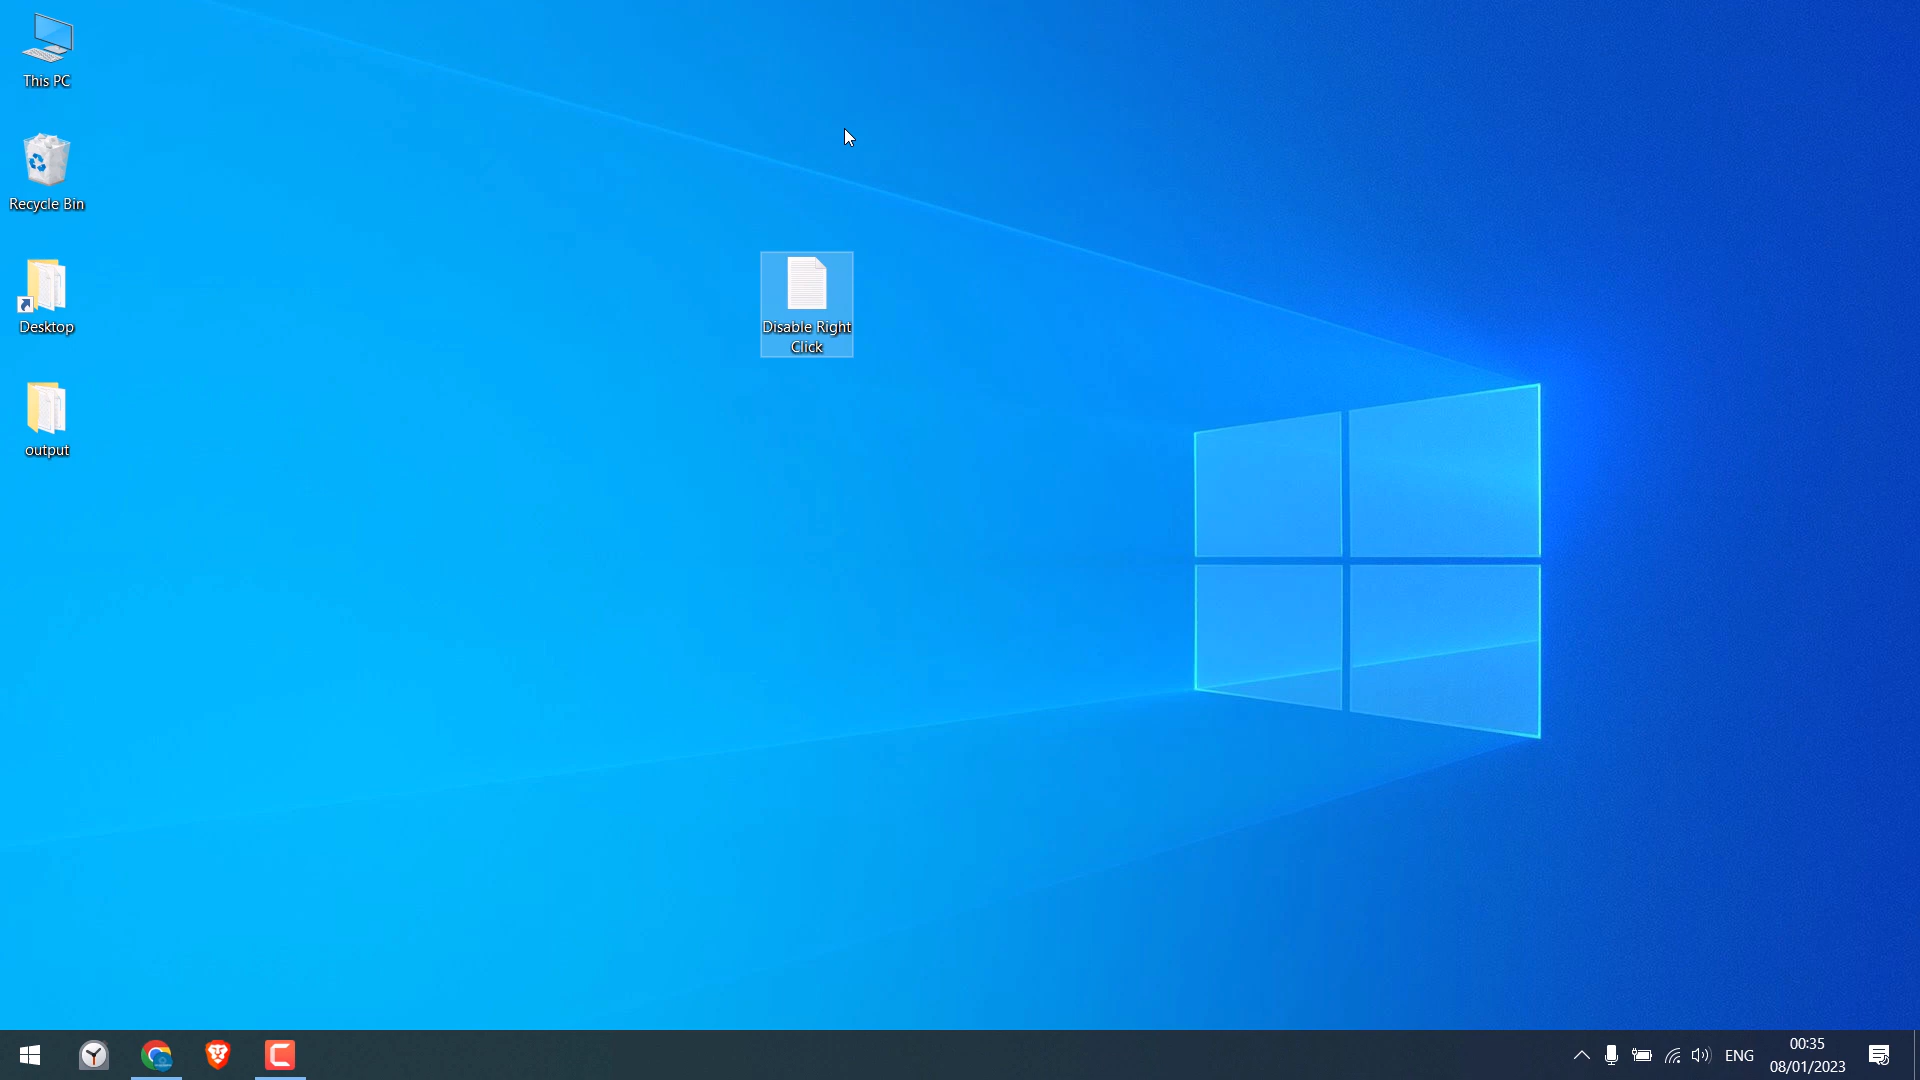 This PC
Recycle Bin
Desktop
output
Disable Right
Click
ENG
00:35
08/01/2023